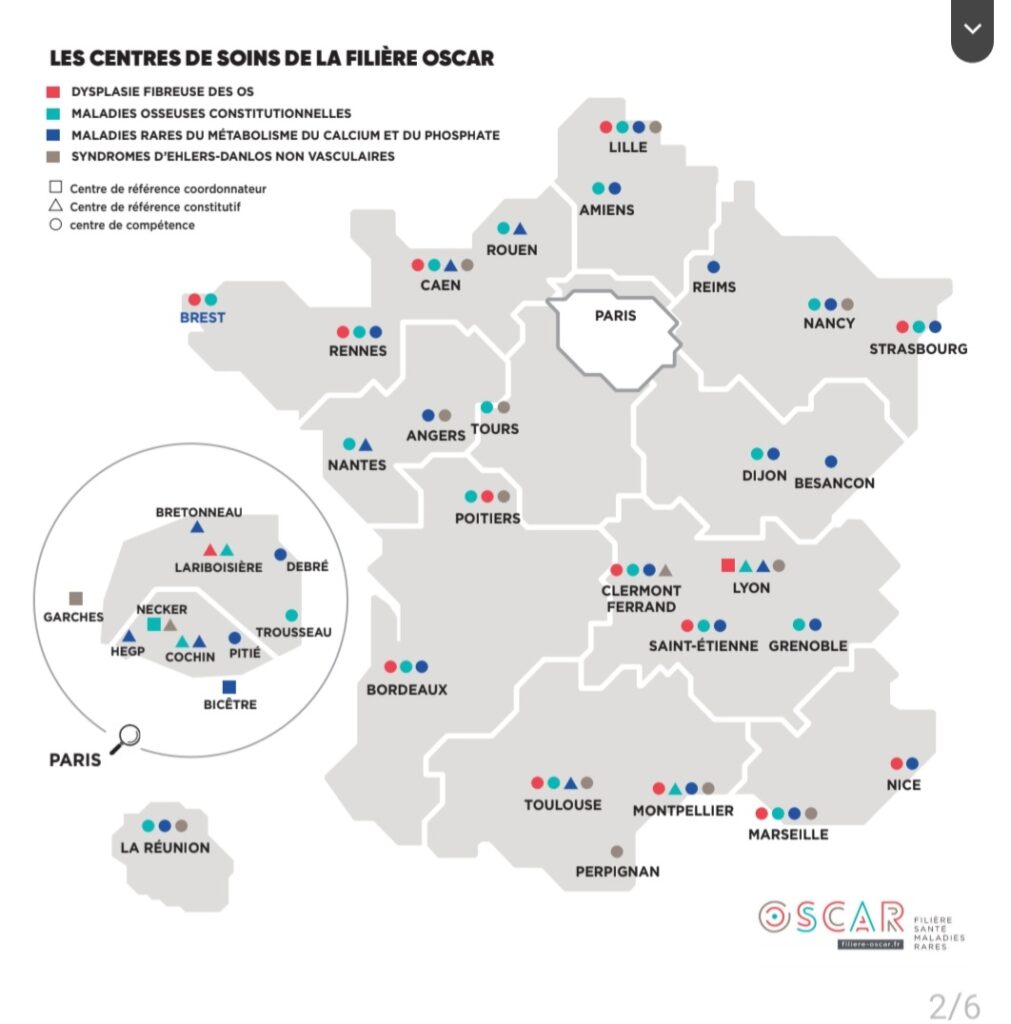 LES CENTRES DE SOINS DE LA FILIÈRE OSCAR
DYSPLASIE FIBREUSE DES OS
MALADIES OSSEUSES CONSTITUTIONNELLES
MALADIES RARES DU MÉTABOLISME DU CALCIUM ET DU PHOSPHATE
SYNDROMES D'EHLERS-DANLOS NON VASCULAIRES
Centre de référence coordonnateur
Centre de référence constitutif
centre de compétence
LILLE
AMIENS
ROUEN
CAEN
REIMS
BREST
PARIS
NANCY
RENNES
STRASBOURG
ANGERS
TOURS
NANTES
DIJON
BESANCON
POITIERS
BRETONNEAU
LARIBOISIÈRE
DEBRÉ
GARCHES
NECKER
TROUSSEAU
HEGP
COCHIN
PITIÉ
BICÊTRE
PARIS
CLERMONT
FERRAND
LYON
SAINT-ÉTIENNE
GRENOBLE
BORDEAUX
NICE
TOULOUSE
MONTPELLIER
MARSEILLE
LA RÉUNION
PERPIGNAN
OSCAR
FILIÈRE
SANTÉ
MALADIES
RARES
filiere-oscar.fr
2/6